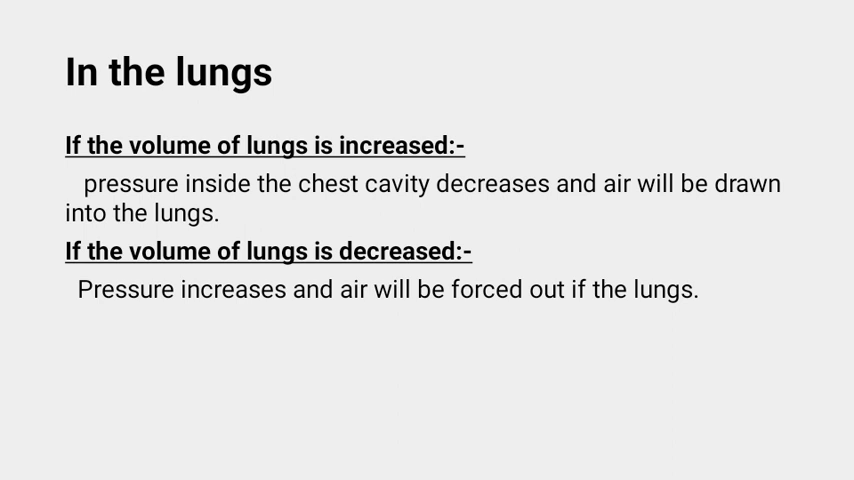 In the lungs
If the volume of lungs is increased:-
pressure inside the chest cavity decreases and air will be drawn
into the lungs.
If the volume of lungs is decreased:-
Pressure increases and air will be forced out if the lungs.